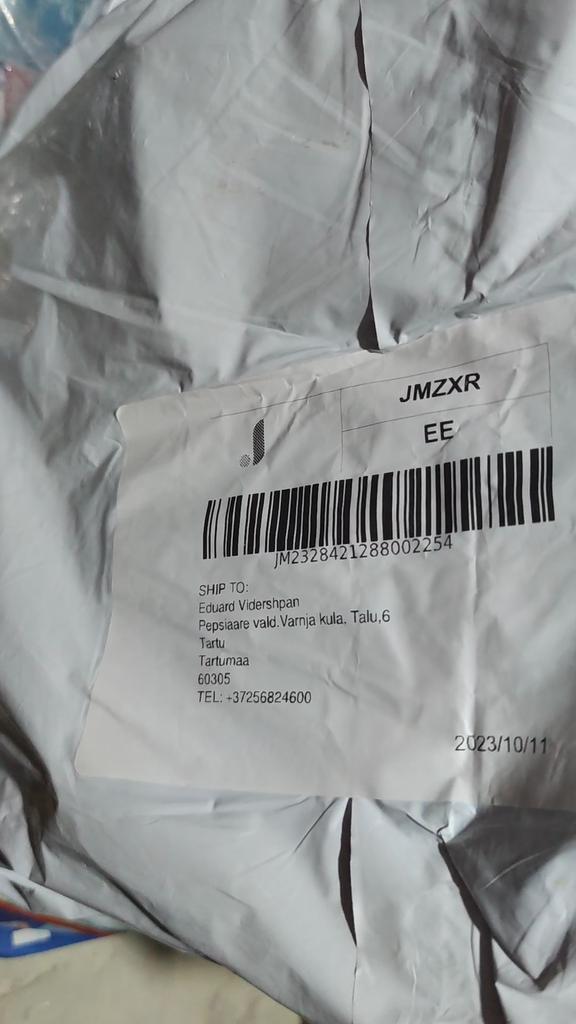 JMZXR
EE
JM2328421288002254
SHIP TO:
Eduard Vidershpan
Pepsiaare vald.Varnja kula, Talu,6
Tartu
Tartumaa
60305
TEL: +37256824600
2023/10/11